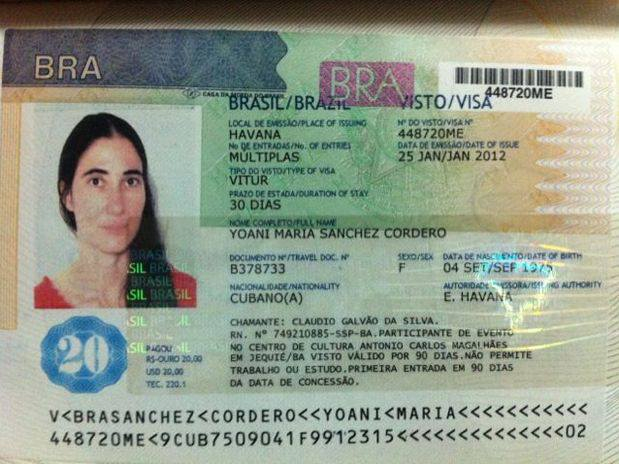 BRA
BRA
448720ME
CASA DA MOEDA DO BRASIL
BRASIL/BRAZIL VISTO/VISA
LOCAL DE EMISSÃO/PLACE OF ISSUING Nº DO VISTO/VISA Nº
HAVANA 448720ME
No DE ENTRADAS/No. OF ENTRIES DATA DE EMISSÃO/DATE OF ISSUE
MÚLTIPLAS 25 JAN/JAN 2012
TIPO DO VISTO/TYPE OF VISA
VITUR
PRAZO DE ESTADA/DURATION OF STAY
30 DIAS
NOME COMPLETO/FULL NAME
YOANI MARIA SANCHEZ CORDERO
DOCUMENTO Nº/TRAVEL DOC. Nº SEXO/SEX DATA DE NASCIMENTO/DATE OF BIRTH
B378733 F 04 SET/SEP 1975
NACIONALIDADE/NATIONALITY AUTORIDADE EMISSORA/ISSUING AUTHORITY
CUBANO(A) E. HAVANA
BRASIL
SIL BRASIL
BRASIL
SIL BRASIL
CHAMANTE: CLAUDIO GALVÃO DA SILVA.
RN. Nº 749210885-SSP-BA.PARTICIPANTE DE EVENTO
NO CENTRO DE CULTURA ANTONIO CARLOS MAGALHÃES
EM JEQUIÉ/BA VISTO VÁLIDO POR 90 DIAS.NÃO PERMITE
TRABALHO OU ESTUDO.PRIMEIRA ENTRADA EM 90 DIAS
DA DATA DE CONCESSÃO.
20
PAGOU
R$-OURO 20,00
USD 20,00
TEC. 220.1
V<BRASANCHEZ<CORDERO<<YOANI<MARIA<<<<<<<<<<<
448720ME<9CUB7509041F9912315<<<<<<<<<<<<<<02